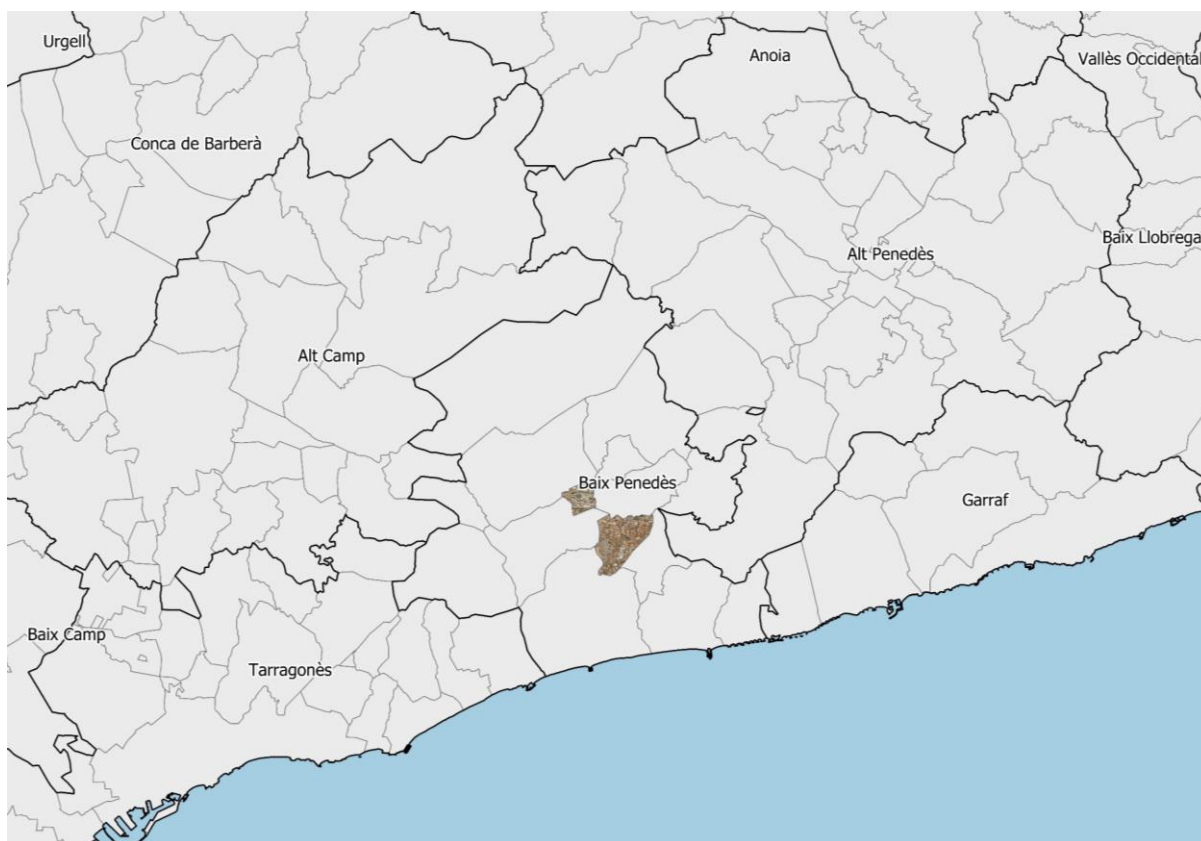 Urgell
Anoia
Vallès Occidental
Conca de Barberà
Baix Llobrega
Alt Penedès
Alt Camp
Baix Penedès
Garraf
Baix Camp
Tarragonès